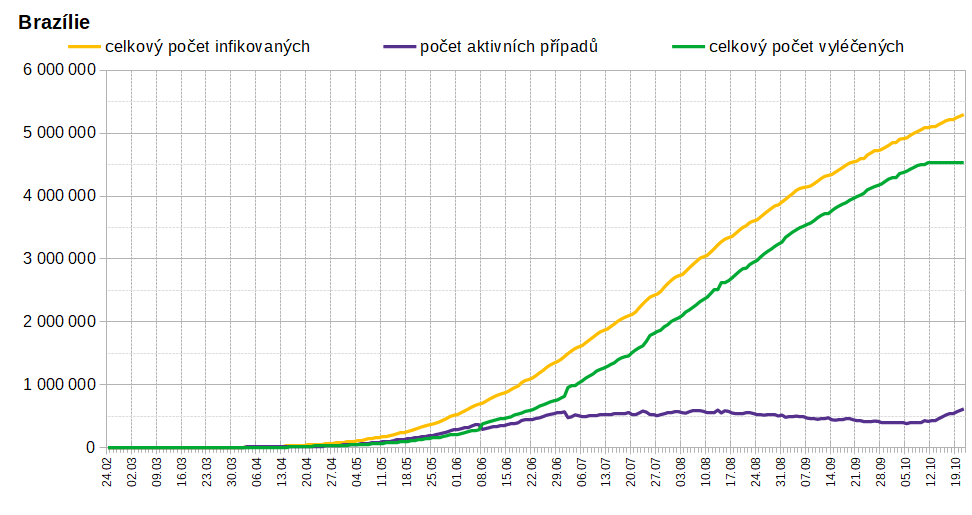 Brazílie
celkový počet infikovaných počet aktivních případů celkový počet vyléčených
6 000 000
5 000 000
4 000 000
3 000 000
2 000 000
1 000 000
0
24.02 02.03 09.03 16.03 23.03 30.03 06.04 13.04 20.04 27.04 04.05 11.05 18.05 25.05 01.06 08.06 15.06 22.06 29.06 06.07 13.07 20.07 27.07 03.08 10.08 17.08 24.08 31.08 07.09 14.09 21.09 28.09 05.10 12.10 19.10